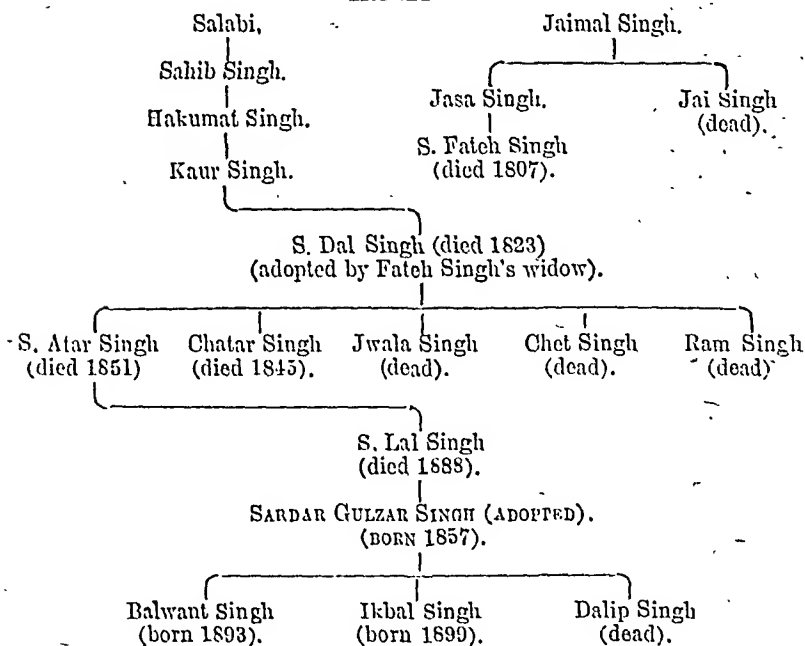 Salabi. Jaimal Singh.
Sahib Singh.
Jasa Singh. Jai Singh
Hakumat Singh. (dead).
S. Fateh Singh
Kaur Singh. (died 1807).
S. Dal Singh (died 1823)
(adopted by Fateh Singh's widow).
S. Atar Singh Chatar Singh Jwala Singh Chet Singh Ram Singh
(died 1851) (died 1845). (dead). (dead). (dead)
S. Lal Singh
(died 1888).
SARDAR GULZAR SINGH (ADOPTED).
(BORN 1857).
Balwant Singh Ikbal Singh Dalip Singh
(born 1893). (born 1899). (dead).